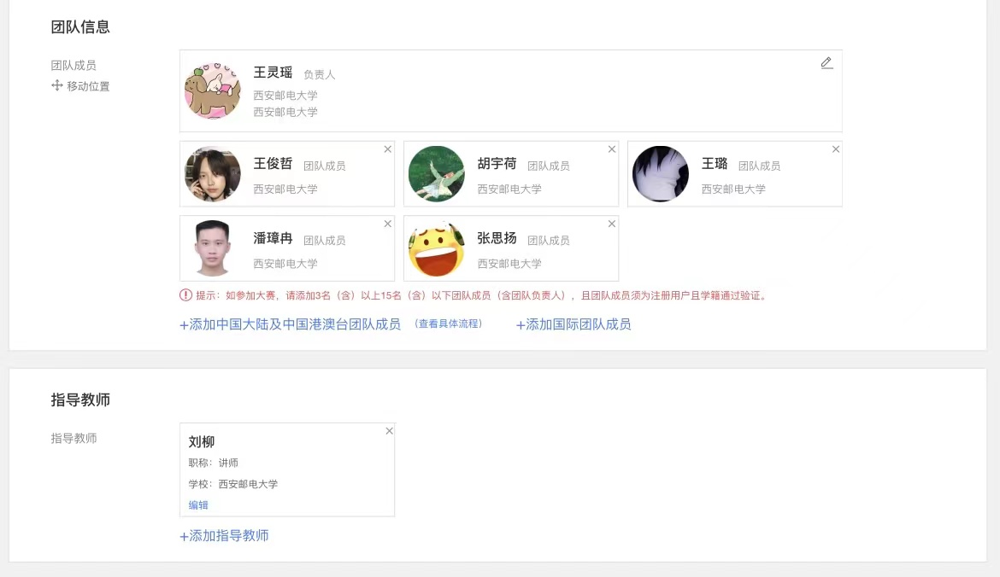 团队信息
团队成员
移动位置
王灵瑶 负责人
西安邮电大学
西安邮电大学
王俊哲 团队成员
西安邮电大学
胡宇荷 团队成员
西安邮电大学
王璐 团队成员
西安邮电大学
潘璋冉 团队成员
西安邮电大学
张思扬 团队成员
西安邮电大学
提示：如参加大赛，请添加3名（含）以上15名（含）以下团队成员（含团队负责人），且团队成员须为注册用户且学籍通过验证。
+添加中国大陆及中国港澳台团队成员 （查看具体流程） +添加国际团队成员
指导教师
指导教师
刘柳
职称：讲师
学校：西安邮电大学
编辑
+添加指导教师